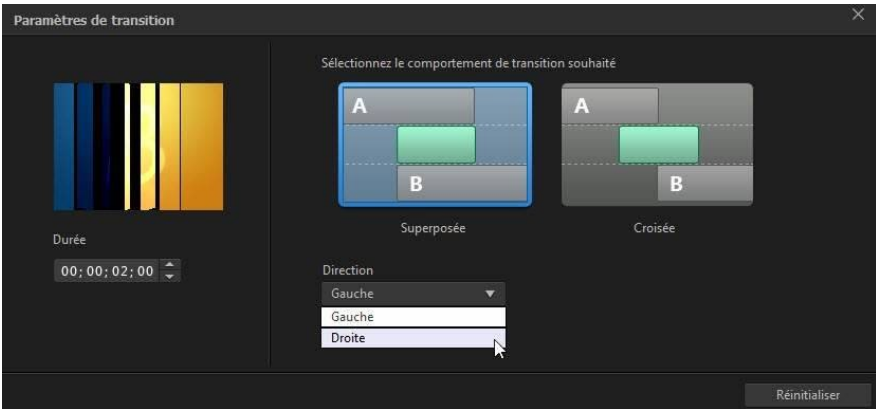 Paramètres de transition
Sélectionnez le comportement de transition souhaité
A
B
A
B
Superposée
Croisée
Durée
00; 00; 02; 00
Direction
Gauche
Gauche
Droite
Réinitialiser